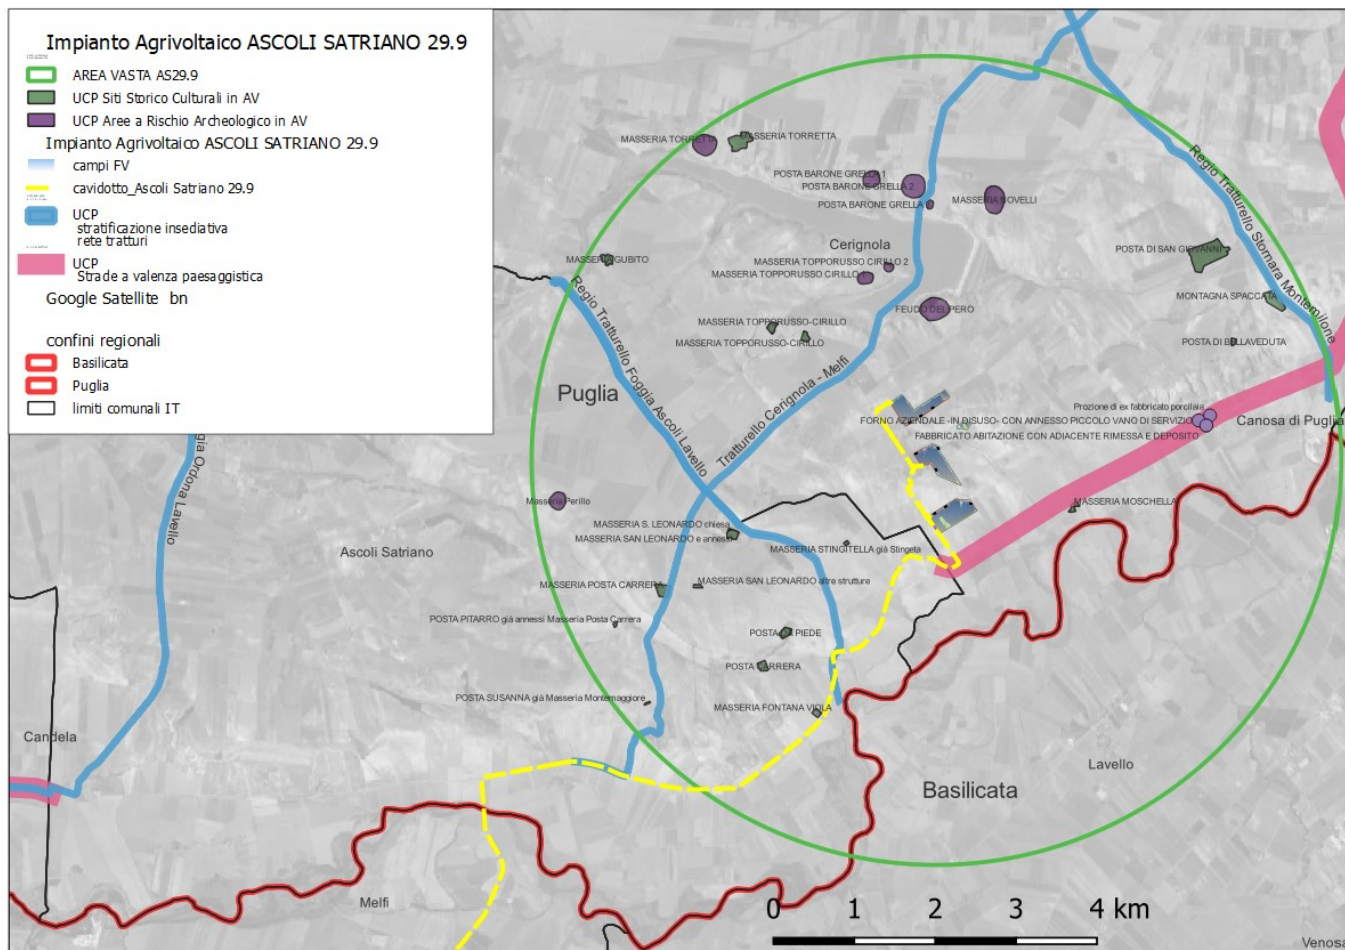 Impianto Agrivoltaico ASCOLI SATRIANO 29.9
AREA VASTA AS29.9
UCP Siti Storico Culturali in AV
UCP Aree a Rischio Archeologico in AV
Impianto Agrivoltaico ASCOLI SATRIANO 29.9
campi FV
cavidotto_Ascoli Satriano 29.9
UCP
stratificazione insediativa
rete tratturi
UCP
Strade a valenza paesaggistica
Google Satellite bn
confini regionali
Basilicata
Puglia
limiti comunali IT
MASSERIA TORRETTA
MASSERIA TORRETTA
POSTA BARONE GRELLA 1
POSTA BARONE GRELLA 2
POSTA BARONE GRELLA
MASSERIA NOVELLI
Regio Tratturello Stornara Montemilone
Cerignola
POSTA DI SAN GIOVANNI
MASSERIA GUBITO
MASSERIA TOPPORUSSO CIRILLO 2
MASSERIA TOPPORUSSO CIRILLO 1
MONTAGNA SPACCATA
FEUDO DEL PERO
MASSERIA TOPPORUSSO-CIRILLO
MASSERIA TOPPORUSSO-CIRILLO
POSTA DI BELLAVEDUTA
Regio Tratturello Foggia Ascoli Lavello
Tratturello Cerignola - Melfi
Puglia
Prozione di ex fabbricato porcilaia
FORNO AZIENDALE -IN DISUSO- CON ANNESSO PICCOLO VANO DI SERVIZIO
Canosa di Puglia
FABBRICATO ABITAZIONE CON ADIACENTE RIMESSA E DEPOSITO
Ordona Lavello
Masseria Perillo
MASSERIA MOSCHELLA
MASSERIA S. LEONARDO chiesa
MASSERIA SAN LEONARDO e annessi
Ascoli Satriano
MASSERIA STINGITELLA già Stingeta
MASSERIA POSTA CARRERA
MASSERIA SAN LEONARDO altre strutture
POSTA PITARRO già annessi Masseria Posta Carrera
POSTA DA PIEDE
POSTA CARRERA
POSTA SUSANNA già Masseria Montemaggiore
MASSERIA FONTANA VIOLA
Candela
Lavello
Basilicata
Melfi
0 1 2 3 4 km
Venosa